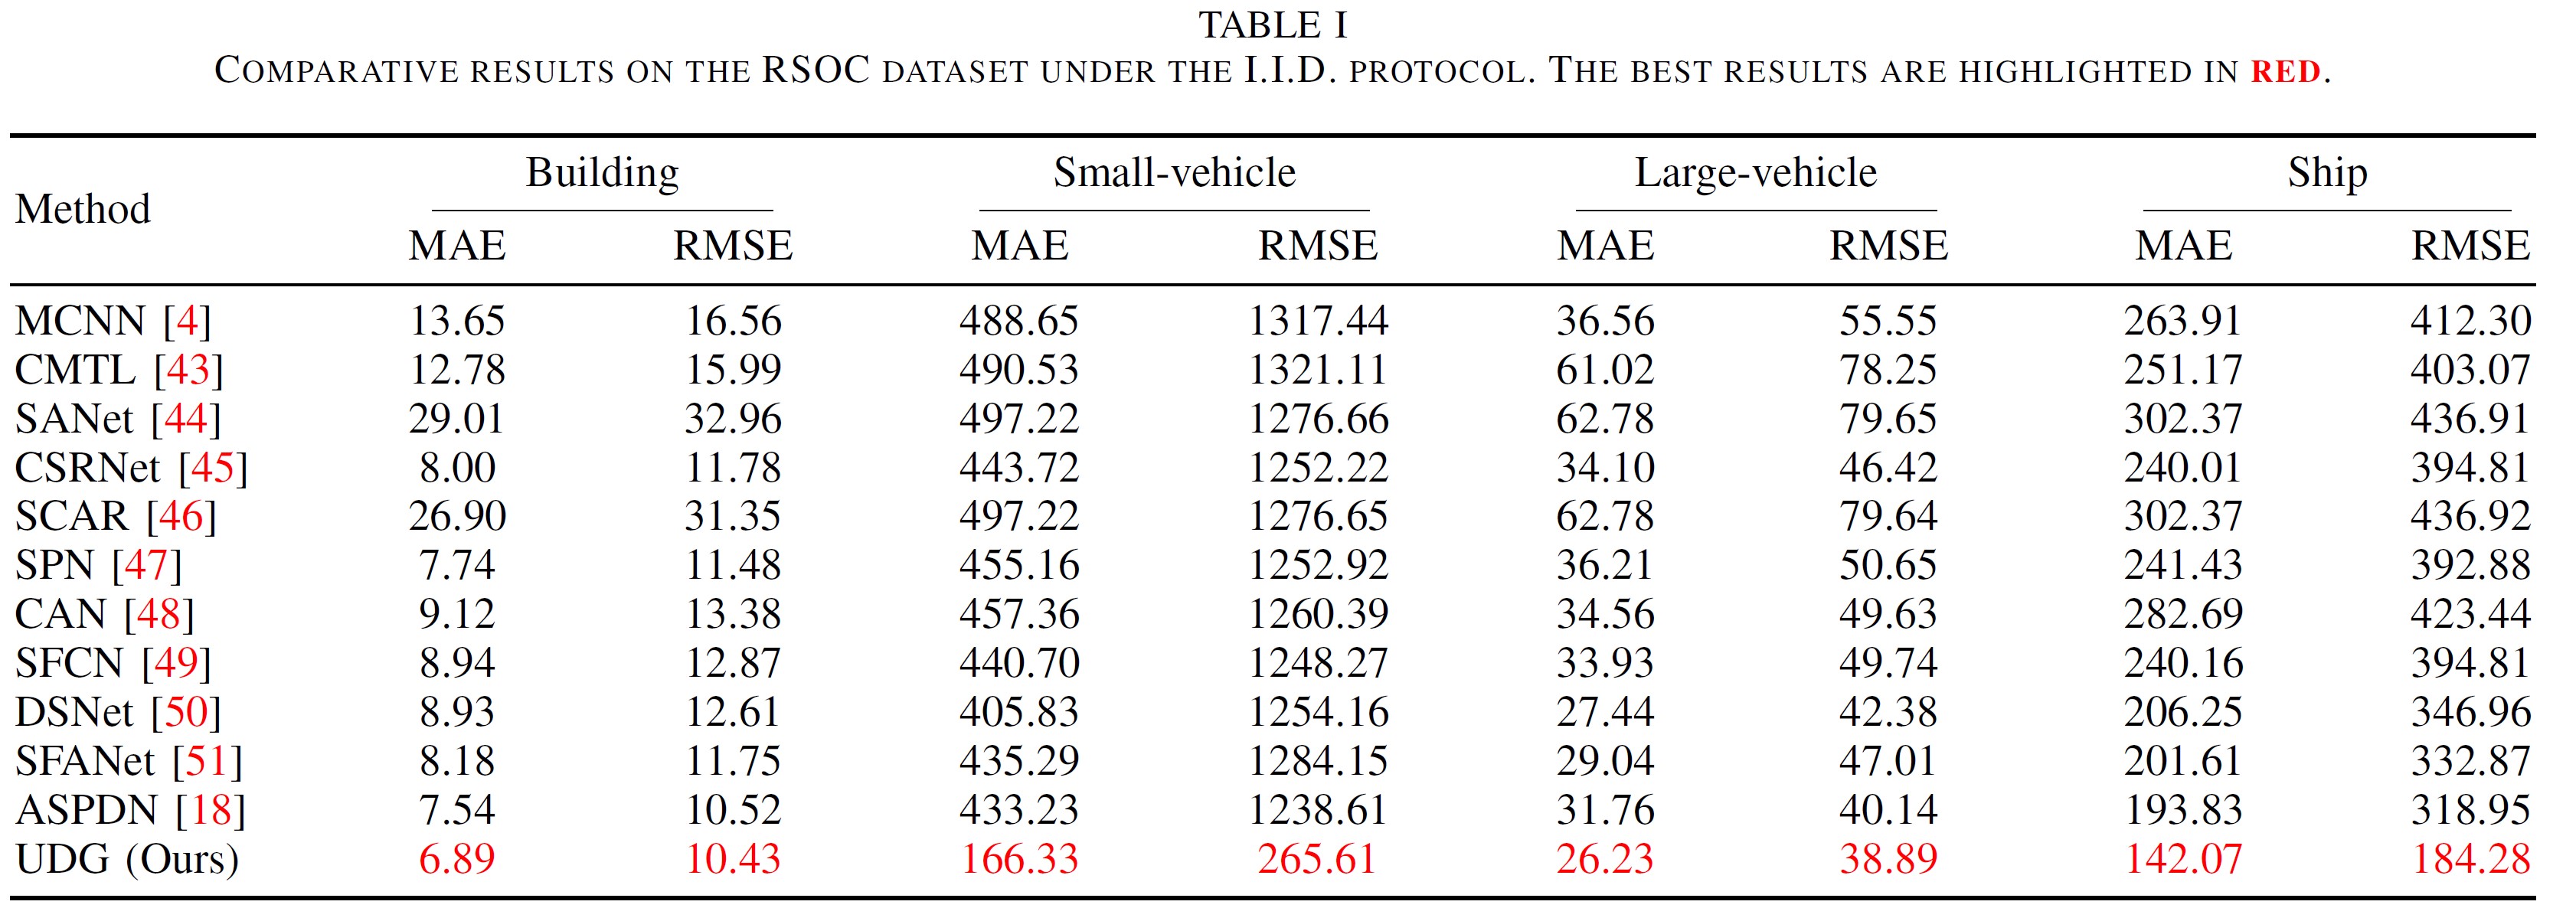 TABLE I
COMPARATIVE RESULTS ON THE RSOC DATASET UNDER THE I.I.D. PROTOCOL. THE BEST RESULTS ARE HIGHLIGHTED IN RED.
Method Building Small-vehicle Large-vehicle Ship
MAE RMSE MAE RMSE MAE RMSE MAE RMSE
MCNN [4] 13.65 16.56 488.65 1317.44 36.56 55.55 263.91 412.30
CMTL [43] 12.78 15.99 490.53 1321.11 61.02 78.25 251.17 403.07
SANet [44] 29.01 32.96 497.22 1276.66 62.78 79.65 302.37 436.91
CSRNet [45] 8.00 11.78 443.72 1252.22 34.10 46.42 240.01 394.81
SCAR [46] 26.90 31.35 497.22 1276.65 62.78 79.64 302.37 436.92
SPN [47] 7.74 11.48 455.16 1252.92 36.21 50.65 241.43 392.88
CAN [48] 9.12 13.38 457.36 1260.39 34.56 49.63 282.69 423.44
SFCN [49] 8.94 12.87 440.70 1248.27 33.93 49.74 240.16 394.81
DSNet [50] 8.93 12.61 405.83 1254.16 27.44 42.38 206.25 346.96
SFANet [51] 8.18 11.75 435.29 1284.15 29.04 47.01 201.61 332.87
ASPDN [18] 7.54 10.52 433.23 1238.61 31.76 40.14 193.83 318.95
UDG (Ours) 6.89 10.43 166.33 265.61 26.23 38.89 142.07 184.28